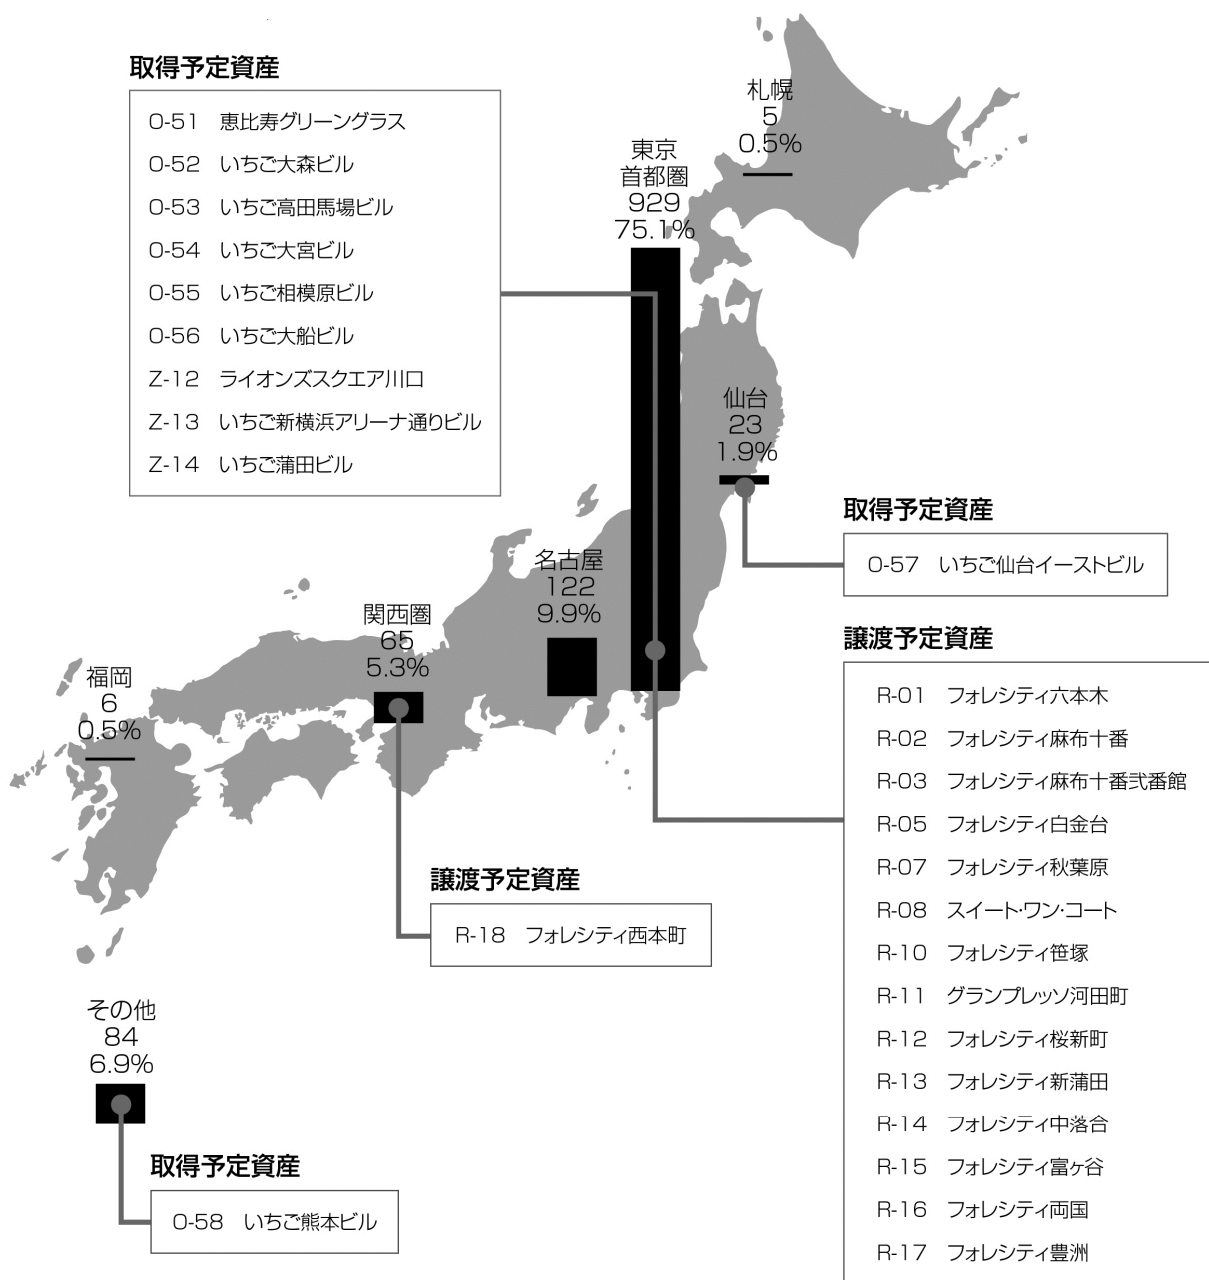 取得予定資産
O-51 恵比寿グリーングラス
O-52 いちご大森ビル
O-53 いちご高田馬場ビル
O-54 いちご大宮ビル
O-55 いちご相模原ビル
O-56 いちご大船ビル
Z-12 ライオンズスクエア川口
Z-13 いちご新横浜アリーナ通りビル
Z-14 いちご蒲田ビル
札幌
5
0.5%
東京
首都圏
929
75.1%
仙台
23
1.9%
取得予定資産
O-57 いちご仙台イーストビル
名古屋
122
9.9%
関西圏
65
5.3%
福岡
6
0.5%
譲渡予定資産
R-01 フォレシティ六本木
R-02 フォレシティ麻布十番
R-03 フォレシティ麻布十番弐番館
R-05 フォレシティ白金台
R-07 フォレシティ秋葉原
R-08 スイート・ワン・コート
R-10 フォレシティ笹塚
R-11 グランプレッソ河田町
R-12 フォレシティ桜新町
R-13 フォレシティ新蒲田
R-14 フォレシティ中落合
R-15 フォレシティ富ヶ谷
R-16 フォレシティ両国
R-17 フォレシティ豊洲
譲渡予定資産
R-18 フォレシティ西本町
その他
84
6.9%
取得予定資産
O-58 いちご熊本ビル